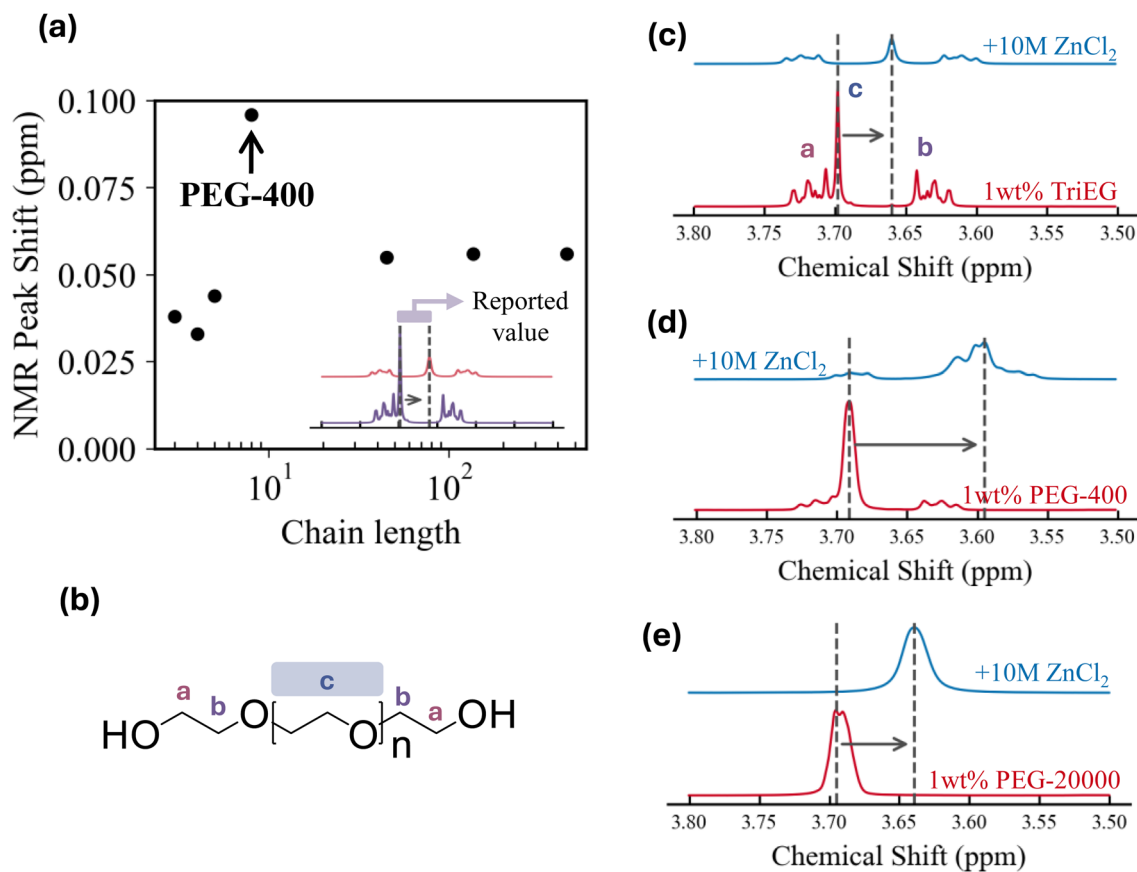 (a)
NMR Peak Shift (ppm)
0.100
0.075
0.050
0.025
0.000
PEG-400
Reported
value
10¹
10²
Chain length
(b)
a
b
c
b
a
HO
O
O
n
OH
(c)
+10M ZnCl₂
c
a
b
1wt% TriEG
3.80 3.75 3.70 3.65 3.60 3.55 3.50
Chemical Shift (ppm)
(d)
+10M ZnCl₂
1wt% PEG-400
3.80 3.75 3.70 3.65 3.60 3.55 3.50
Chemical Shift (ppm)
(e)
+10M ZnCl₂
1wt% PEG-20000
3.80 3.75 3.70 3.65 3.60 3.55 3.50
Chemical Shift (ppm)